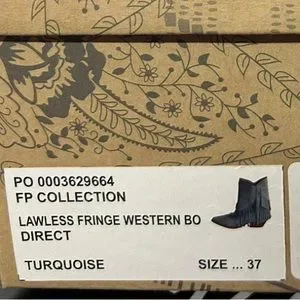 PO 0003629664
FP COLLECTION
LAWLESS FRINGE WESTERN BO
DIRECT
TURQUOISE SIZE ... 37